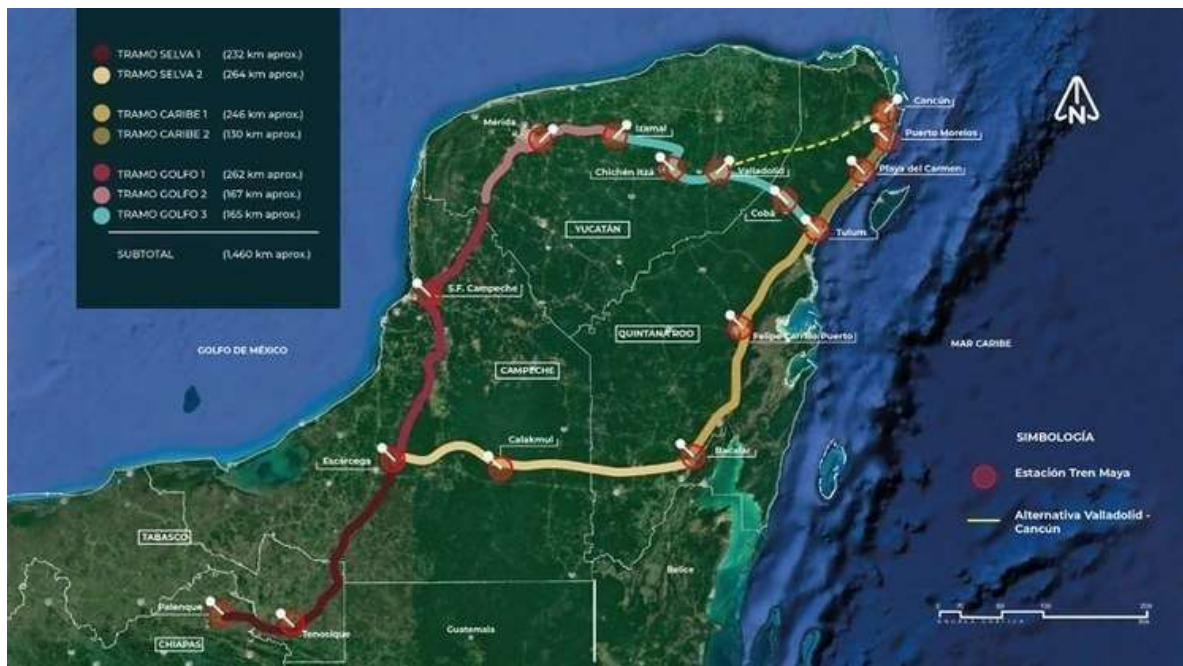 TRAMO SELVA 1 (232 km aprox.)
TRAMO SELVA 2 (264 km aprox.)
TRAMO CARIBE 1 (246 km aprox.)
TRAMO CARIBE 2 (130 km aprox.)
TRAMO GOLFO 1 (262 km aprox.)
TRAMO GOLFO 2 (167 km aprox.)
TRAMO GOLFO 3 (165 km aprox.)
SUBTOTAL (1,460 km aprox.)
Cancún
N
Mérida
Izamal
Puerto Morelos
Chichén Itzá
Valladolid
Playa del Carmen
Cobá
YUCATÁN
Tulum
S.F. Campeche
QUINTANA ROO
Felipe Carrillo Puerto
GOLFO DE MÉXICO
MAR CARIBE
CAMPECHE
Calakmul
Escárcega
Bacalar
SIMBOLOGÍA
Estación Tren Maya
Alternativa Valladolid -
Cancún
TABASCO
Belice
Palenque
Tenosique
Guatemala
CHIAPAS